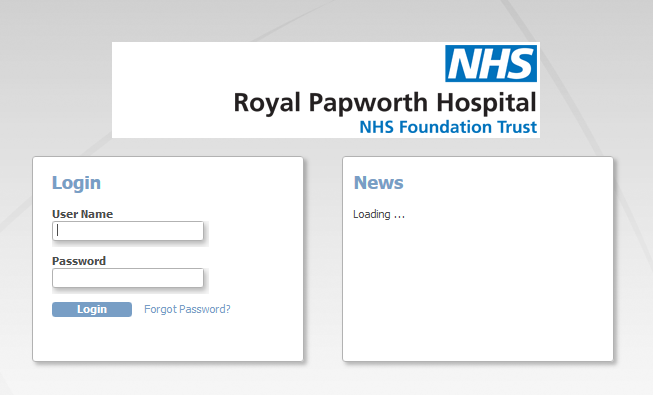 NHS
Royal Papworth Hospital
NHS Foundation Trust
Login
User Name
Password
Login Forgot Password?
News
Loading ...